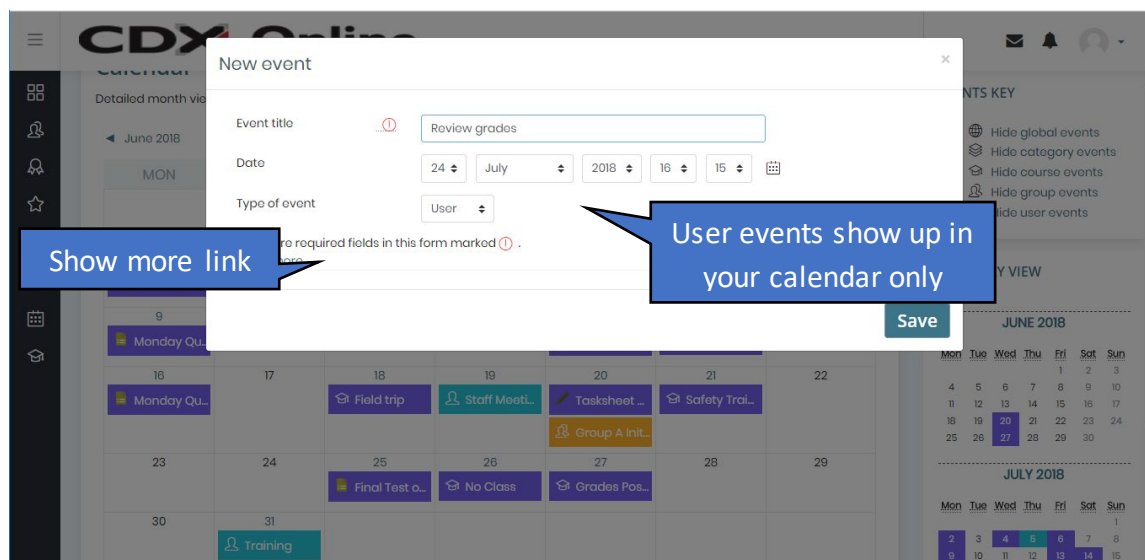 CDX Online
Calendar
Detailed month vie
New event
×
Event title
Review grades
Date
24
July
2018
16
15
Type of event
User
re required fields in this form marked
.
Save
Show more link
User events show up in
your calendar only
◄ June 2018
MON
9
Monday Qu...
16
17
18
19
20
21
22
Monday Qu...
Field trip
Staff Meeti...
Tasksheet ...
Safety Trai...
Group A Init...
23
24
25
26
27
28
29
Final Test o...
No Class
Grades Pos...
30
31
Training
NTS KEY
Hide global events
Hide category events
Hide course events
Hide group events
Hide user events
Y VIEW
JUNE 2018
Mon Tue Wed Thu Fri Sat Sun
1 2 3
4 5 6 7 8 9 10
11 12 13 14 15 16 17
18 19 20 21 22 23 24
25 26 27 28 29 30
JULY 2018
Mon Tue Wed Thu Fri Sat Sun
1
2 3 4 5 6 7 8
9 10 11 12 13 14 15